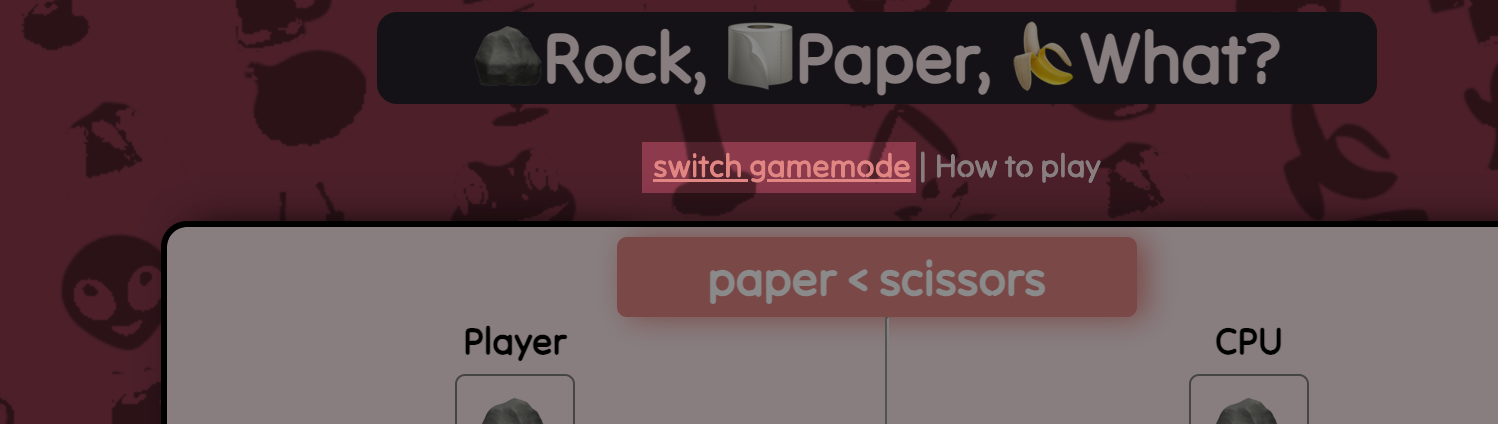 Rock, Paper, What?
switch gamemode | How to play
paper < scissors
Player CPU